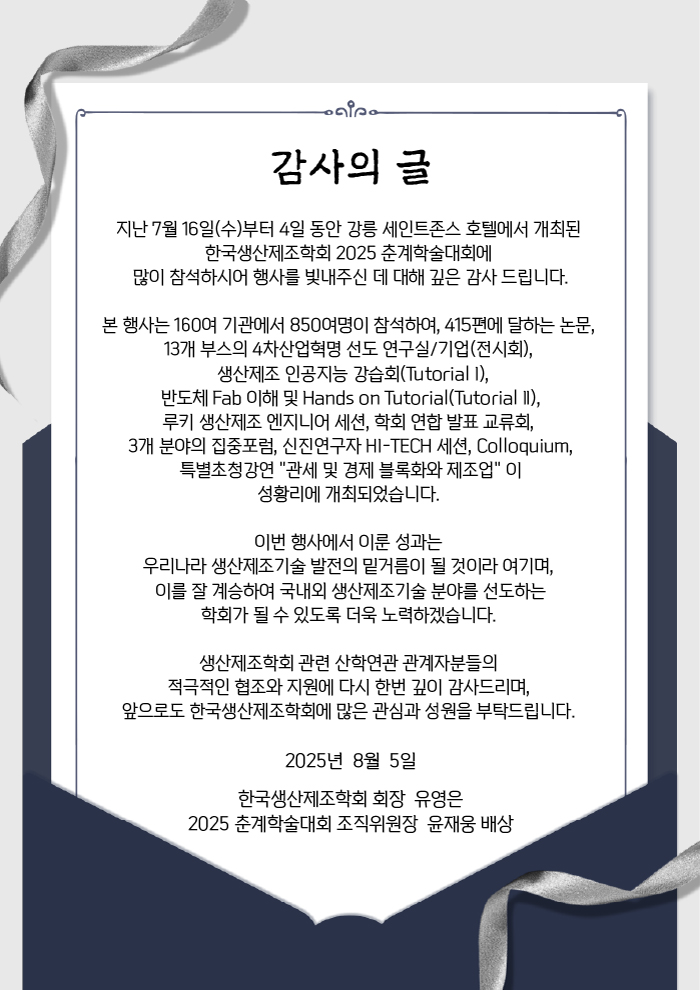 감사의 글
지난 7월 16일(수)부터 4일 동안 강릉 세인트존스 호텔에서 개최된
한국생산제조학회 2025 춘계학술대회에
많이 참석하시어 행사를 빛내주신 데 대해 깊은 감사 드립니다.
본 행사는 160여 기관에서 850여명이 참석하여, 415편에 달하는 논문,
13개 부스의 4차산업혁명 선도 연구실/기업(전시회),
생산제조 인공지능 강습회(Tutorial Ⅰ),
반도체 Fab 이해 및 Hands on Tutorial(Tutorial Ⅱ),
루키 생산제조 엔지니어 세션, 학회 연합 발표 교류회,
3개 분야의 집중포럼, 신진연구자 HI-TECH 세션, Colloquium,
특별초청강연 "관세 및 경제 블록화와 제조업" 이
성황리에 개최되었습니다.
이번 행사에서 이룬 성과는
우리나라 생산제조기술 발전의 밑거름이 될 것이라 여기며,
이를 잘 계승하여 국내외 생산제조기술 분야를 선도하는
학회가 될 수 있도록 더욱 노력하겠습니다.
생산제조학회 관련 산학연관 관계자분들의
적극적인 협조와 지원에 다시 한번 깊이 감사드리며,
앞으로도 한국생산제조학회에 많은 관심과 성원을 부탁드립니다.
2025년 8월 5일
한국생산제조학회 회장 유영은
2025 춘계학술대회 조직위원장 윤재웅 배상